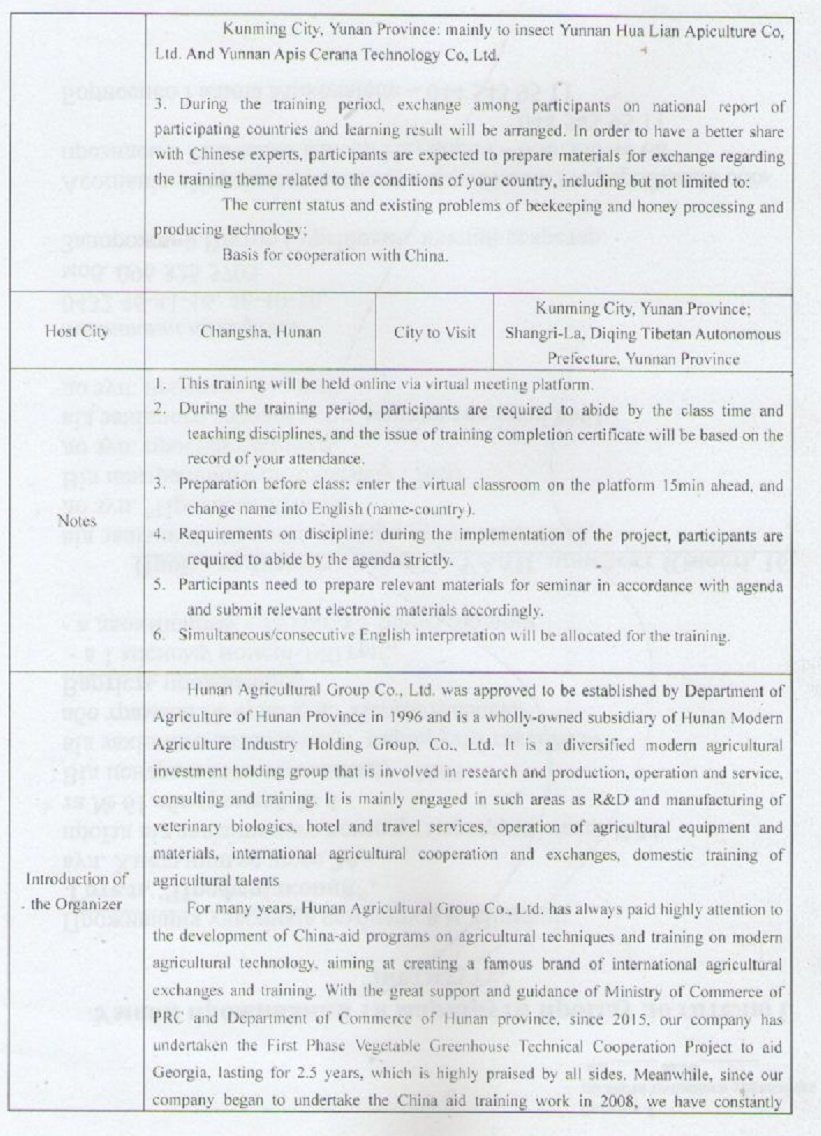 Kunming City, Yunan Province: mainly to insect Yunnan Hua Lian Apiculture Co,
Ltd. And Yunnan Apis Cerana Technology Co, Ltd.
3. During the training period, exchange among participants on national report of
participating countries and learning result will be arranged. In order to have a better share
with Chinese experts, participants are expected to prepare materials for exchange regarding
the training theme related to the conditions of your country, including but not limited to:
The current status and existing problems of beekeeping and honey processing and
producing technology;
Basis for cooperation with China.
Host City
Changsha, Hunan
City to Visit
Kunming City, Yunan Province;
Shangri-La, Diqing Tibetan Autonomous
Prefecture, Yunnan Province
Notes
1. This training will be held online via virtual meeting platform.
2. During the training period, participants are required to abide by the class time and
teaching disciplines, and the issue of training completion certificate will be based on the
record of your attendance.
3. Preparation before class: enter the virtual classroom on the platform 15min ahead, and
change name into English (name-country).
4. Requirements on discipline: during the implementation of the project, participants are
required to abide by the agenda strictly.
5. Participants need to prepare relevant materials for seminar in accordance with agenda
and submit relevant electronic materials accordingly.
6. Simultaneous/consecutive English interpretation will be allocated for the training.
Introduction of
the Organizer
Hunan Agricultural Group Co., Ltd. was approved to be established by Department of
Agriculture of Hunan Province in 1996 and is a wholly-owned subsidiary of Hunan Modern
Agriculture Industry Holding Group, Co., Ltd. It is a diversified modern agricultural
investment holding group that is involved in research and production, operation and service,
consulting and training. It is mainly engaged in such areas as R&D and manufacturing of
veterinary biologics, hotel and travel services, operation of agricultural equipment and
materials, international agricultural cooperation and exchanges, domestic training of
agricultural talents
For many years, Hunan Agricultural Group Co., Ltd. has always paid highly attention to
the development of China-aid programs on agricultural techniques and training on modern
agricultural technology, aiming at creating a famous brand of international agricultural
exchanges and training. With the great support and guidance of Ministry of Commerce of
PRC and Department of Commerce of Hunan province, since 2015, our company has
undertaken the First Phase Vegetable Greenhouse Technical Cooperation Project to aid
Georgia, lasting for 2.5 years, which is highly praised by all sides. Meanwhile, since our
company began to undertake the China aid training work in 2008, we have constantly